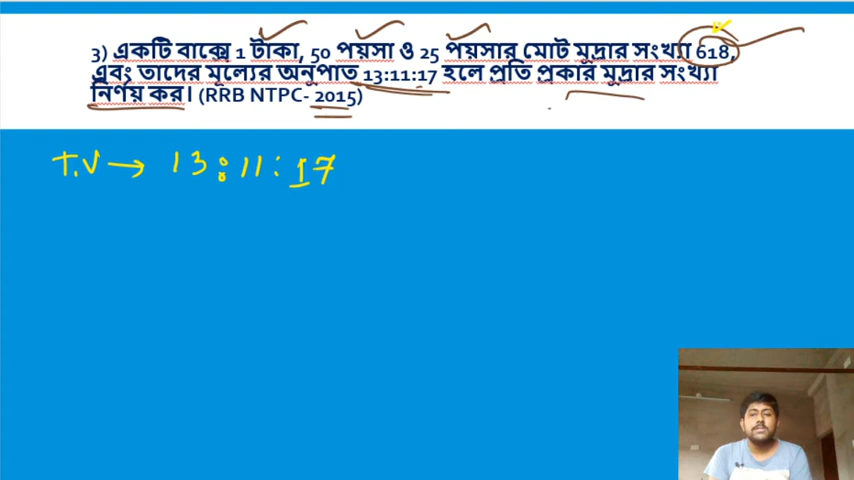 3) একটি বাক্সে 1 টাকা, 50 পয়সা ও 25 পয়সার মোট মুদ্রার সংখ্যা 618,
এবং তাদের মূল্যের অনুপাত 13:11:17 হলে প্রতি প্রকার মুদ্রার সংখ্যা
নির্ণয় কর। (RRB NTPC- 2015)
T.V → 13:11:17